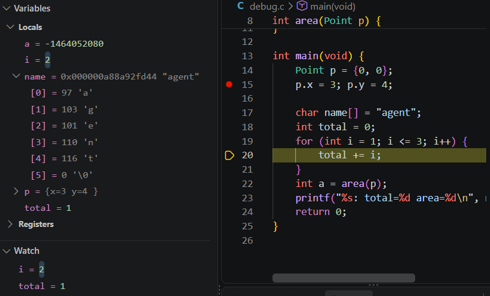 Variables
Locals
a = -1464052080
i = 2
name = 0x000000a88a92fd44 "agent"
[0] = 97 'a'
[1] = 103 'g'
[2] = 101 'e'
[3] = 110 'n'
[4] = 116 't'
[5] = 0 '\0'
p = {x=3 y=4 }
total = 1
Registers
Watch
i = 2
total = 1
C debug.c > main(void)
8 int area(Point p) {
11 }
12
13 int main(void) {
14 Point p = {0, 0};
15 p.x = 3; p.y = 4;
16
17 char name[] = "agent";
18 int total = 0;
19 for (int i = 1; i <= 3; i++) {
20 total += i;
21 }
22 int a = area(p);
23 printf("%s: total=%d area=%d\n",
24 return 0;
25 }
26